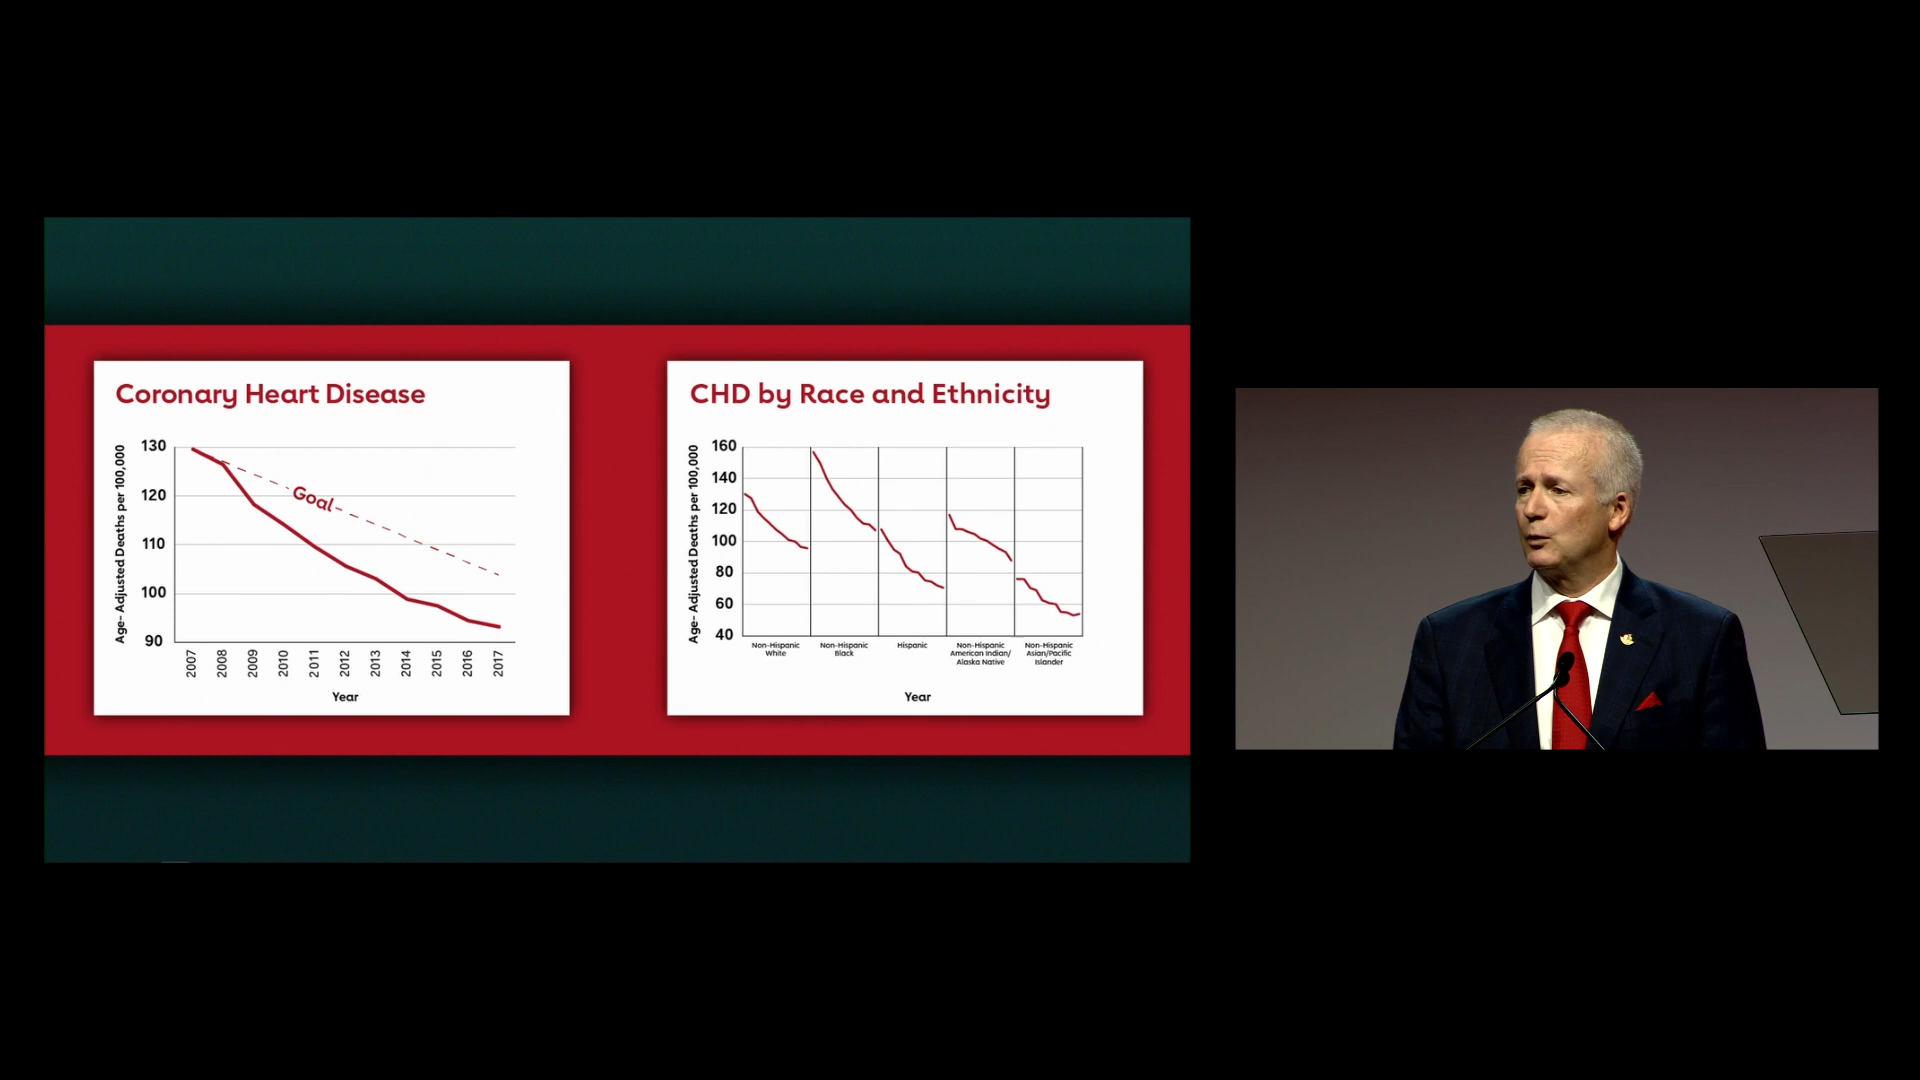 Coronary Heart Disease
Age- Adjusted Deaths per 100,000
130
120
110
100
90
Goal
2007
2008
2009
2010
2011
2012
2013
2014
2015
2016
2017
Year
CHD by Race and Ethnicity
Age- Adjusted Deaths per 100,000
160
140
120
100
80
60
40
Non-Hispanic
White
Non-Hispanic
Black
Hispanic
Non-Hispanic
American Indian/
Alaska Native
Non-Hispanic
Asian/Pacific
Islander
Year